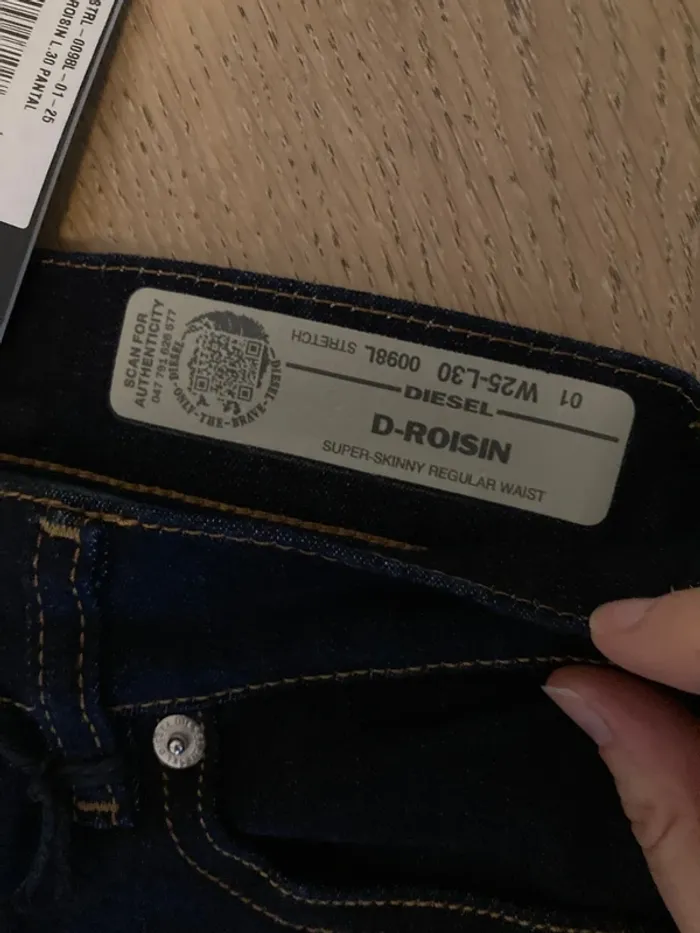 STRL-0098L-01-25
ROISIN L.30 PANTAL
SCAN FOR
AUTHENTICITY
047 791 626 577
DIESEL
ONLY-THE-BRAVE
DIESEL
01 W25-L30 0098L STRETCH
DIESEL
D-ROISIN
SUPER-SKINNY REGULAR WAIST